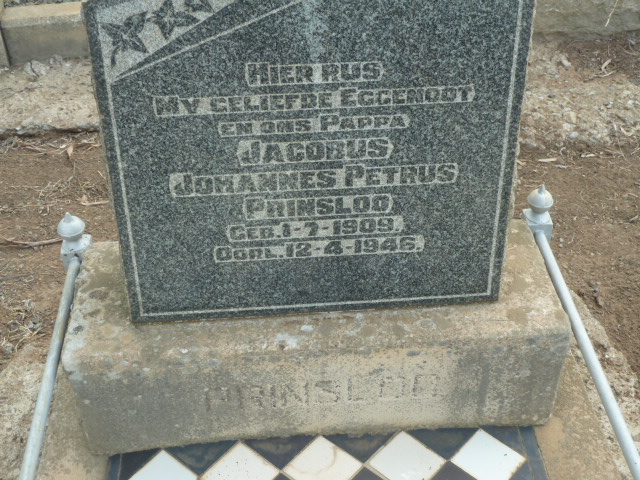 HIER RUS
MY GELIEFDE EGGENOOT
EN ONS PAPPA
JACOBUS
JOHANNES PETRUS
PRINSLOO
GEB. 1-7-1909.
OORL. 12-4-1946.
PRINSLOO